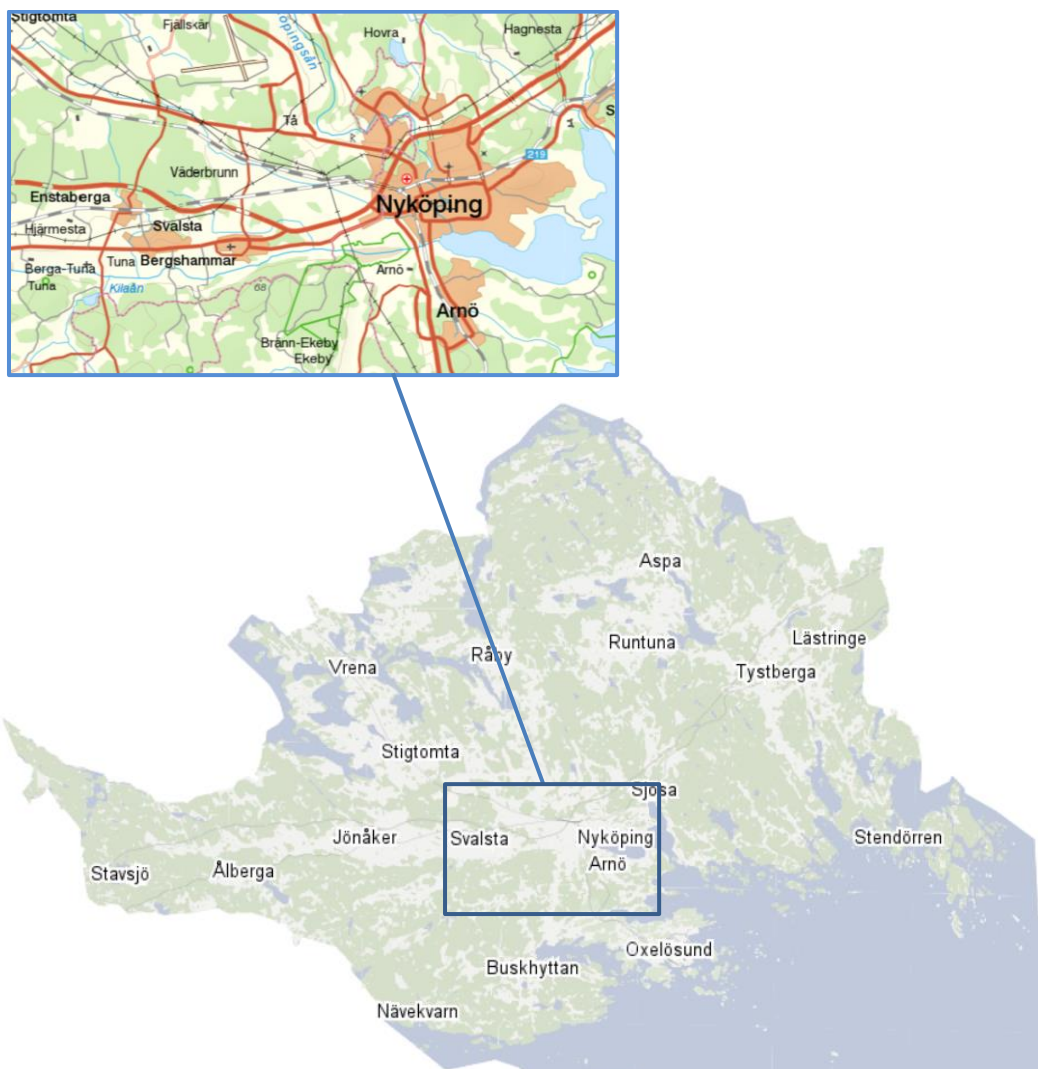 Stigtomta
Fjällskär
Hovra
Hagnesta
Tå
219
Väderbrunn
Enstaberga
Nyköping
Hjärmesta
Svalsta
Tuna Bergshammar
Berga-Tuna
Tuna
Arnö
Kilaån
68
Arnö
Bränn-Ekeby
Ekeby
Aspa
Runtuna
Lästringe
Råby
Vrena
Tystberga
Stigtomta
Sjösa
Jönåker
Svalsta
Nyköping
Stendörren
Arnö
Stavsjö
Ålberga
Oxelösund
Buskhyttan
Nävekvarn